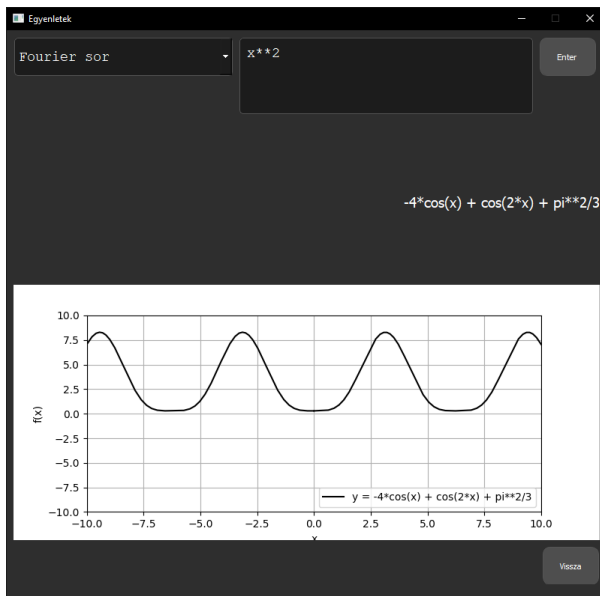 Egyenletek
Fourier sor
x**2
Enter
-4*cos(x) + cos(2*x) + pi**2/3
10.0
7.5
5.0
2.5
0.0
−2.5
−5.0
−7.5
−10.0
f(x)
y = -4*cos(x) + cos(2*x) + pi**2/3
−10.0 −7.5 −5.0 −2.5 0.0 2.5 5.0 7.5 10.0
x
Vissza